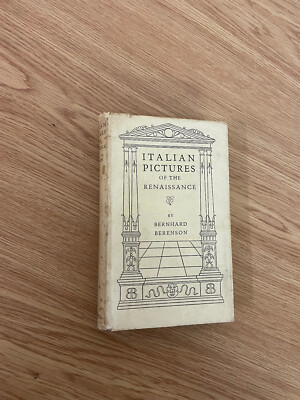 ITALIAN
PICTURES
OF THE
RENAISSANCE
BY
BERNHARD
BERENSON